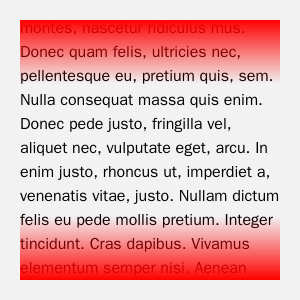 montes, nascetur ridiculus mus.
Donec quam felis, ultricies nec,
pellentesque eu, pretium quis, sem.
Nulla consequat massa quis enim.
Donec pede justo, fringilla vel,
aliquet nec, vulputate eget, arcu. In
enim justo, rhoncus ut, imperdiet a,
venenatis vitae, justo. Nullam dictum
felis eu pede mollis pretium. Integer
tincidunt. Cras dapibus. Vivamus
elementum semper nisi. Aenean